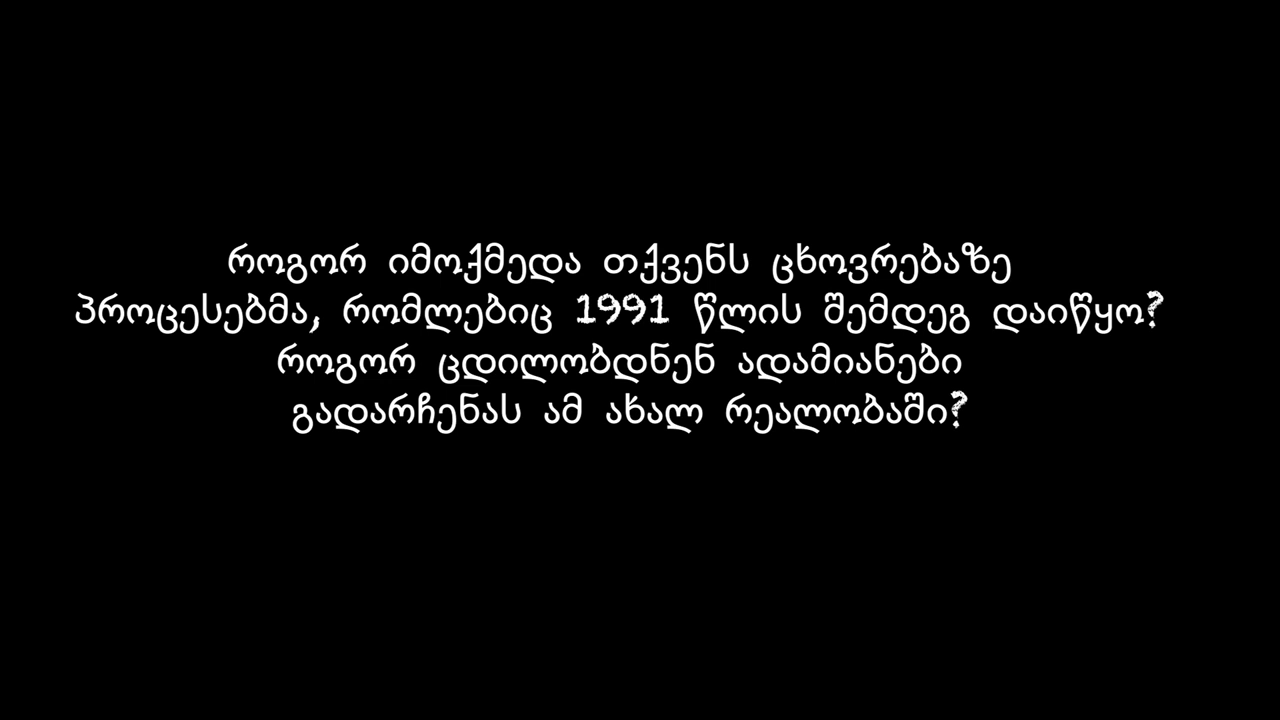 როგორ იმოქმედა თქვენს ცხოვრებაზე
პროცესებმა, რომლებიც 1991 წლის შემდეგ დაიწყო?
როგორ ცდილობდნენ ადამიანები
გადარჩენას ამ ახალ რეალობაში?